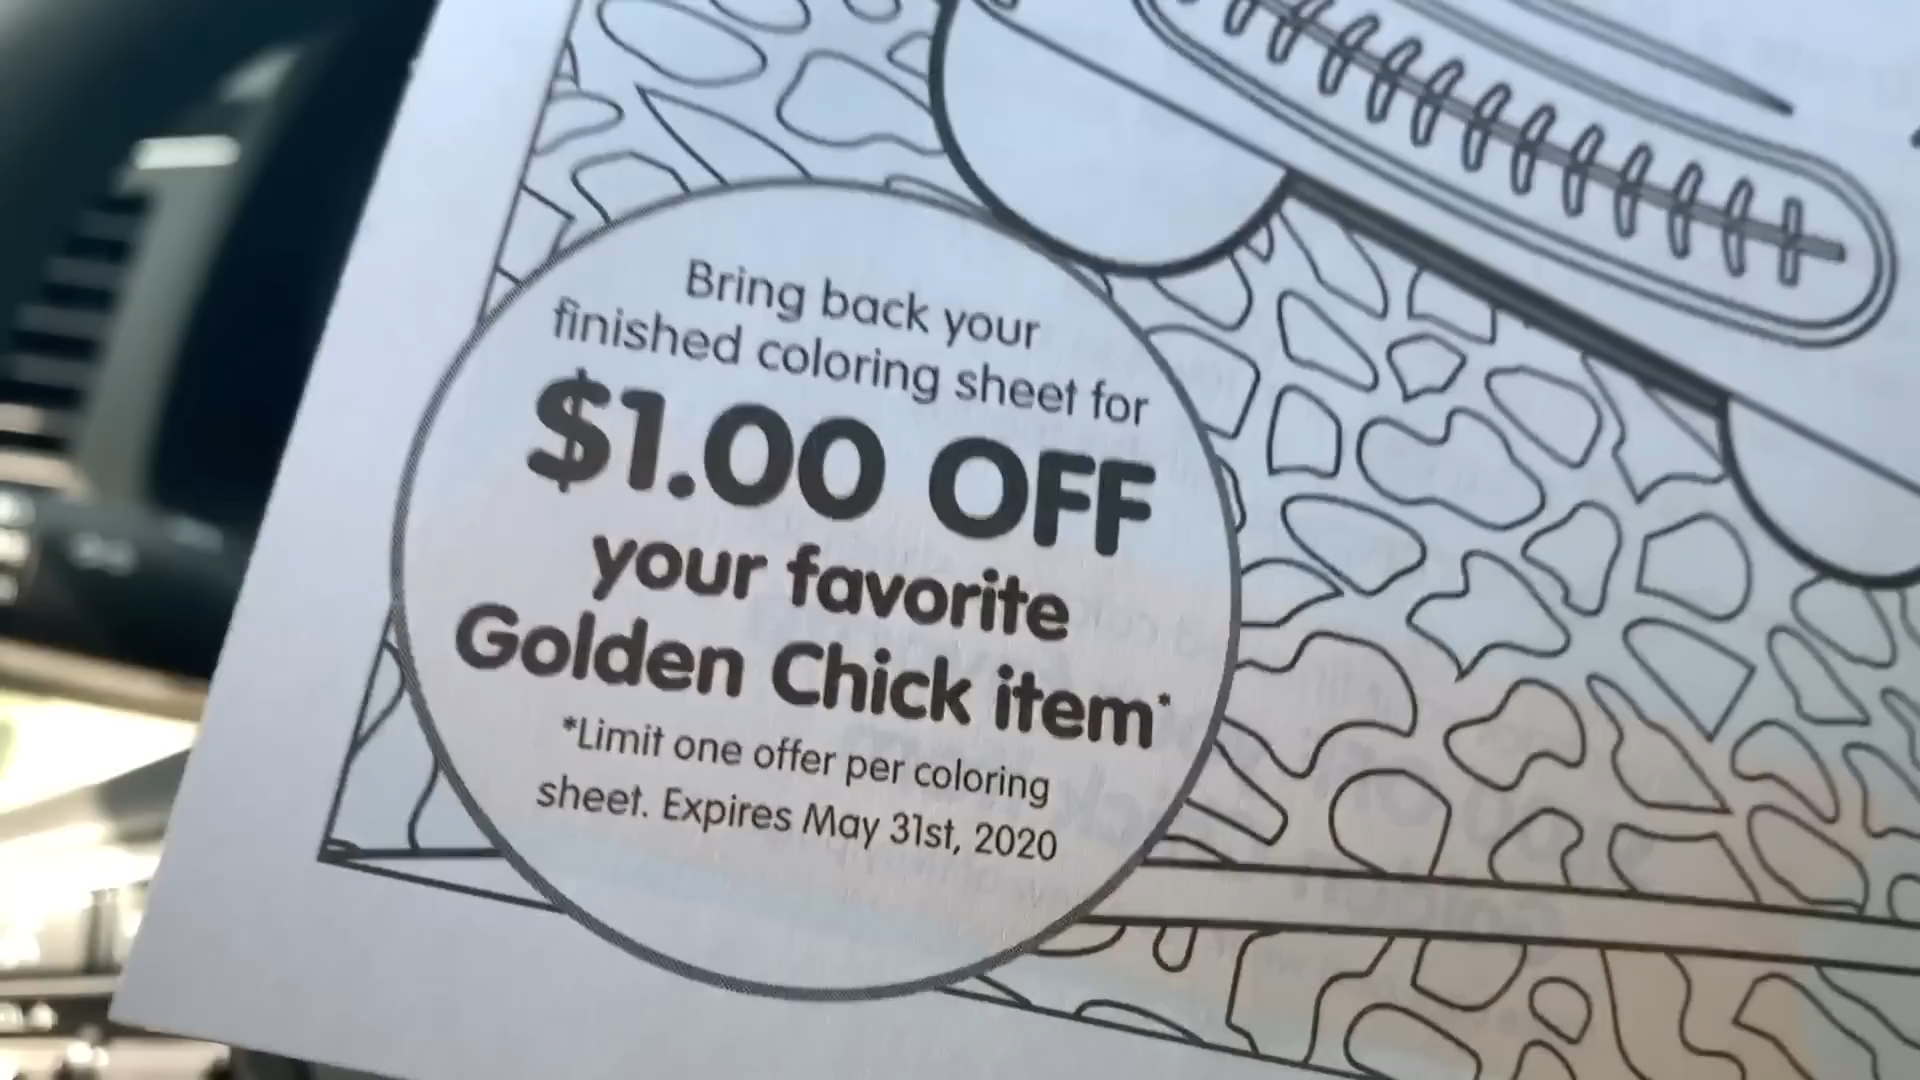 Bring back your
finished coloring sheet for
$1.00 OFF
your favorite
Golden Chick item*
*Limit one offer per coloring
sheet. Expires May 31st, 2020